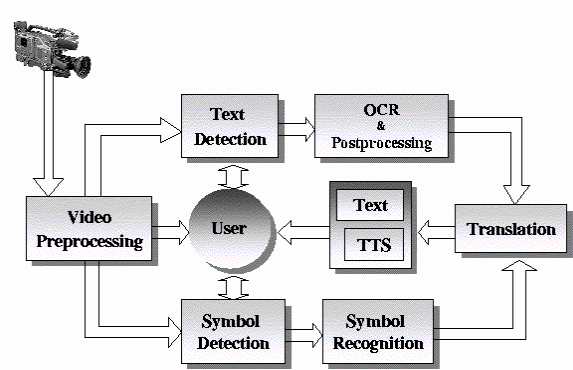 Text
Detection
OCR
&
Postprocessing
Video
Preprocessing
User
Text
TTS
Translation
Symbol
Detection
Symbol
Recognition